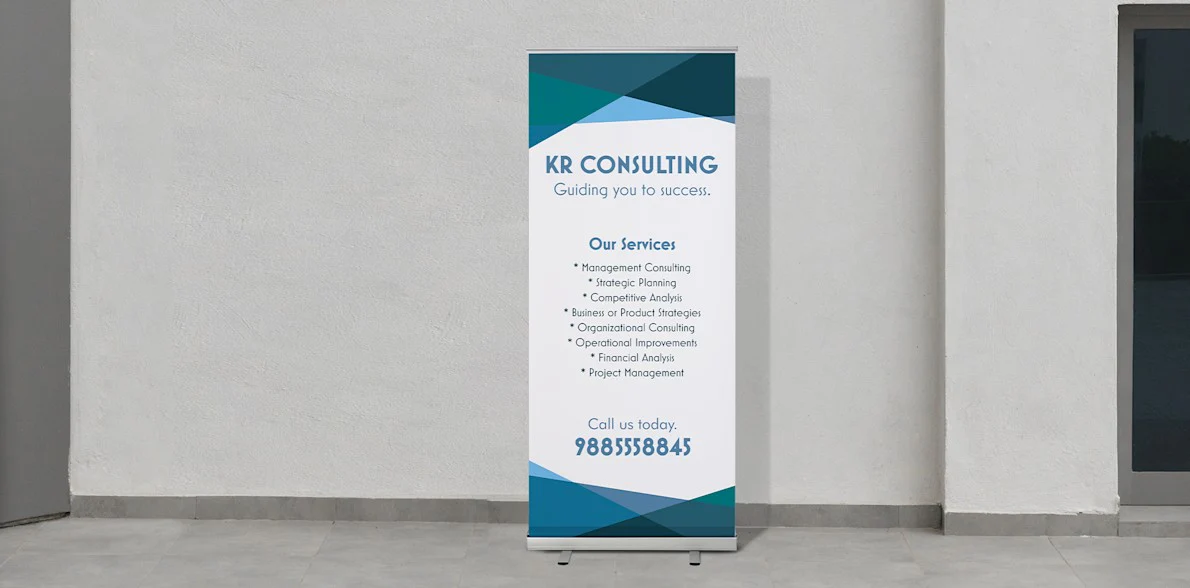 KR CONSULTING
Guiding you to success.
Our Services
* Management Consulting
* Strategic Planning
* Competitive Analysis
* Business or Product Strategies
* Organizational Consulting
* Operational Improvements
* Financial Analysis
* Project Management
Call us today.
9885558845